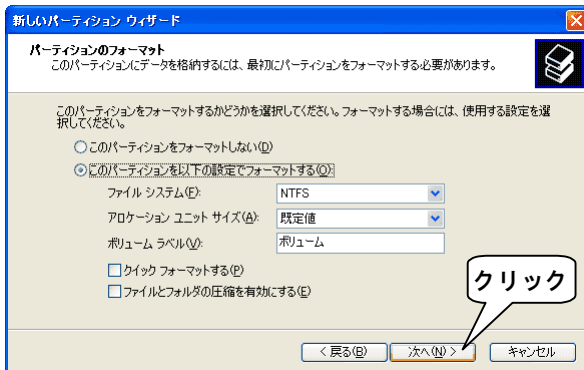 新しいパーティション ウィザード
パーティションのフォーマット
このパーティションにデータを格納するには、最初にパーティションをフォーマットする必要があります。
このパーティションをフォーマットするかどうかを選択してください。フォーマットする場合には、使用する設定を選
択してください。
このパーティションをフォーマットしない(D)
このパーティションを以下の設定でフォーマットする(O):
ファイル システム(F): NTFS
アロケーション ユニット サイズ(A): 既定値
ボリューム ラベル(V): ボリューム
クイック フォーマットする(P)
ファイルとフォルダの圧縮を有効にする(E)
クリック
< 戻る(B) 次へ(N) > キャンセル